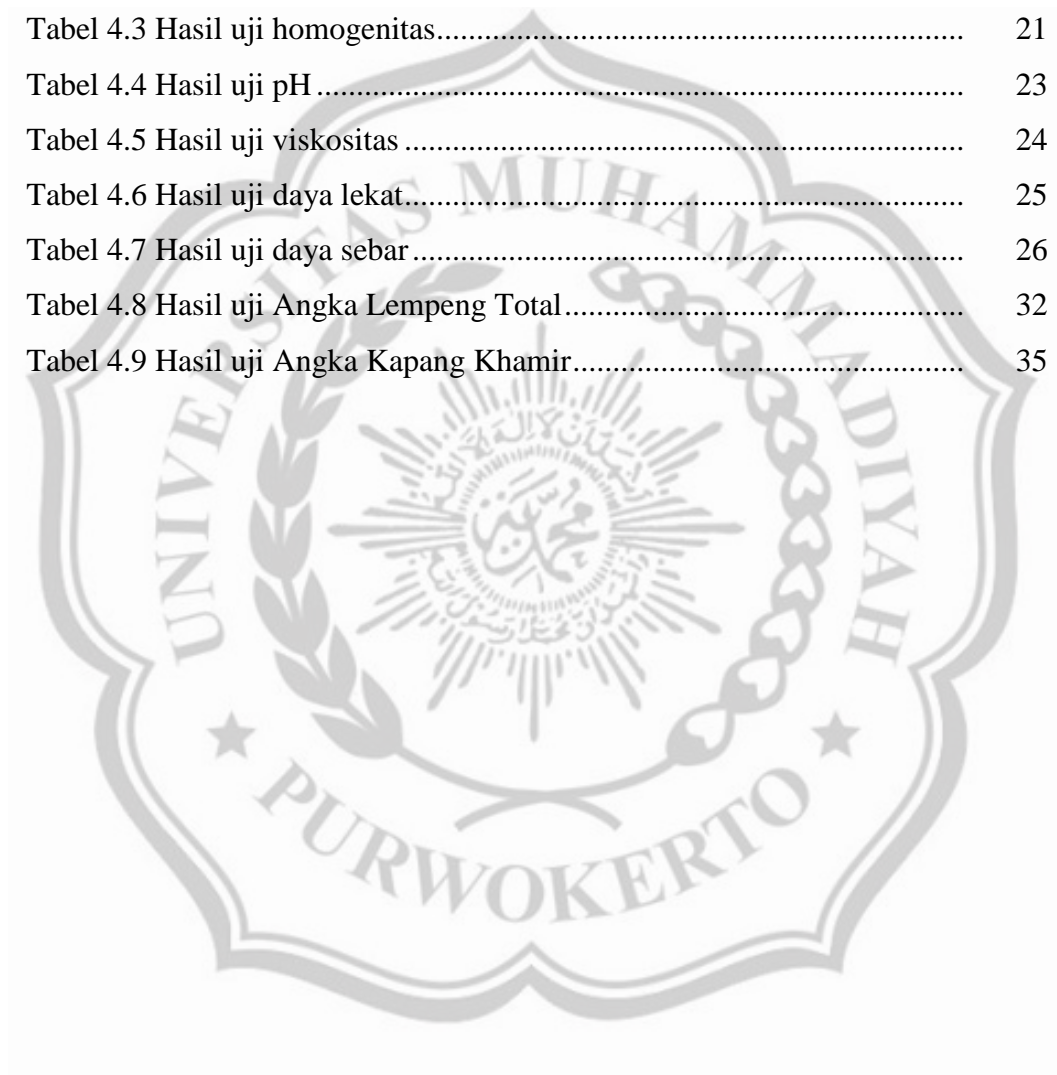 Tabel 4.3 Hasil uji homogenitas................................................................. 21
Tabel 4.4 Hasil uji pH ................................................................................ 23
Tabel 4.5 Hasil uji viskositas ..................................................................... 24
Tabel 4.6 Hasil uji daya lekat..................................................................... 25
Tabel 4.7 Hasil uji daya sebar .................................................................... 26
Tabel 4.8 Hasil uji Angka Lempeng Total................................................. 32
Tabel 4.9 Hasil uji Angka Kapang Khamir................................................ 35
UNIVERSITAS MUHAMMADIYAH
PURWOKERTO